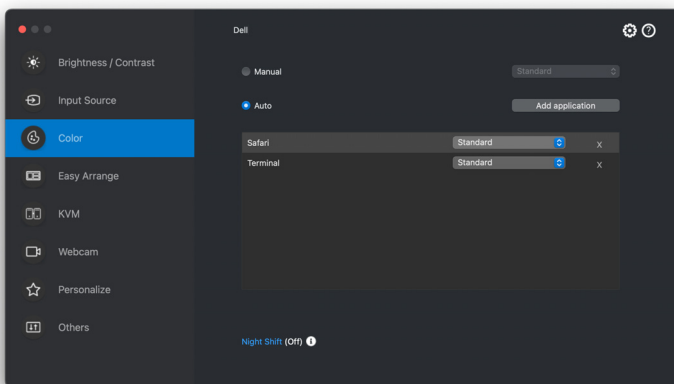 Dell
Brightness / Contrast
Input Source
Color
Easy Arrange
KVM
Webcam
Personalize
Others
Manual
Standard
Auto
Add application
Safari Standard x
Terminal Standard x
Night Shift (Off)